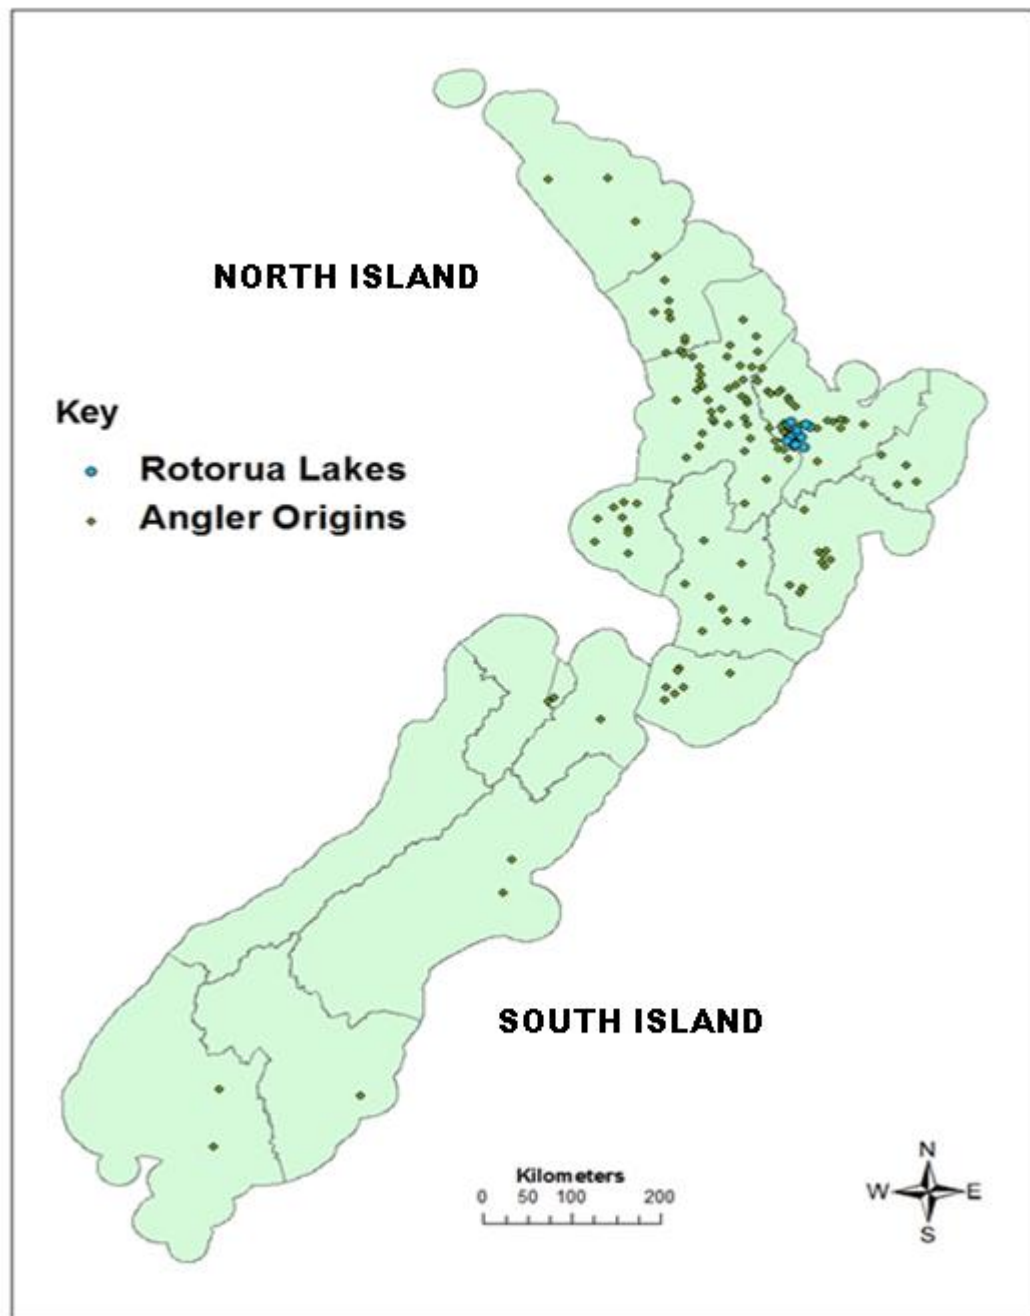 NORTH ISLAND
Key
Rotorua Lakes
Angler Origins
SOUTH ISLAND
Kilometers
0 50 100 200
N
W E
S